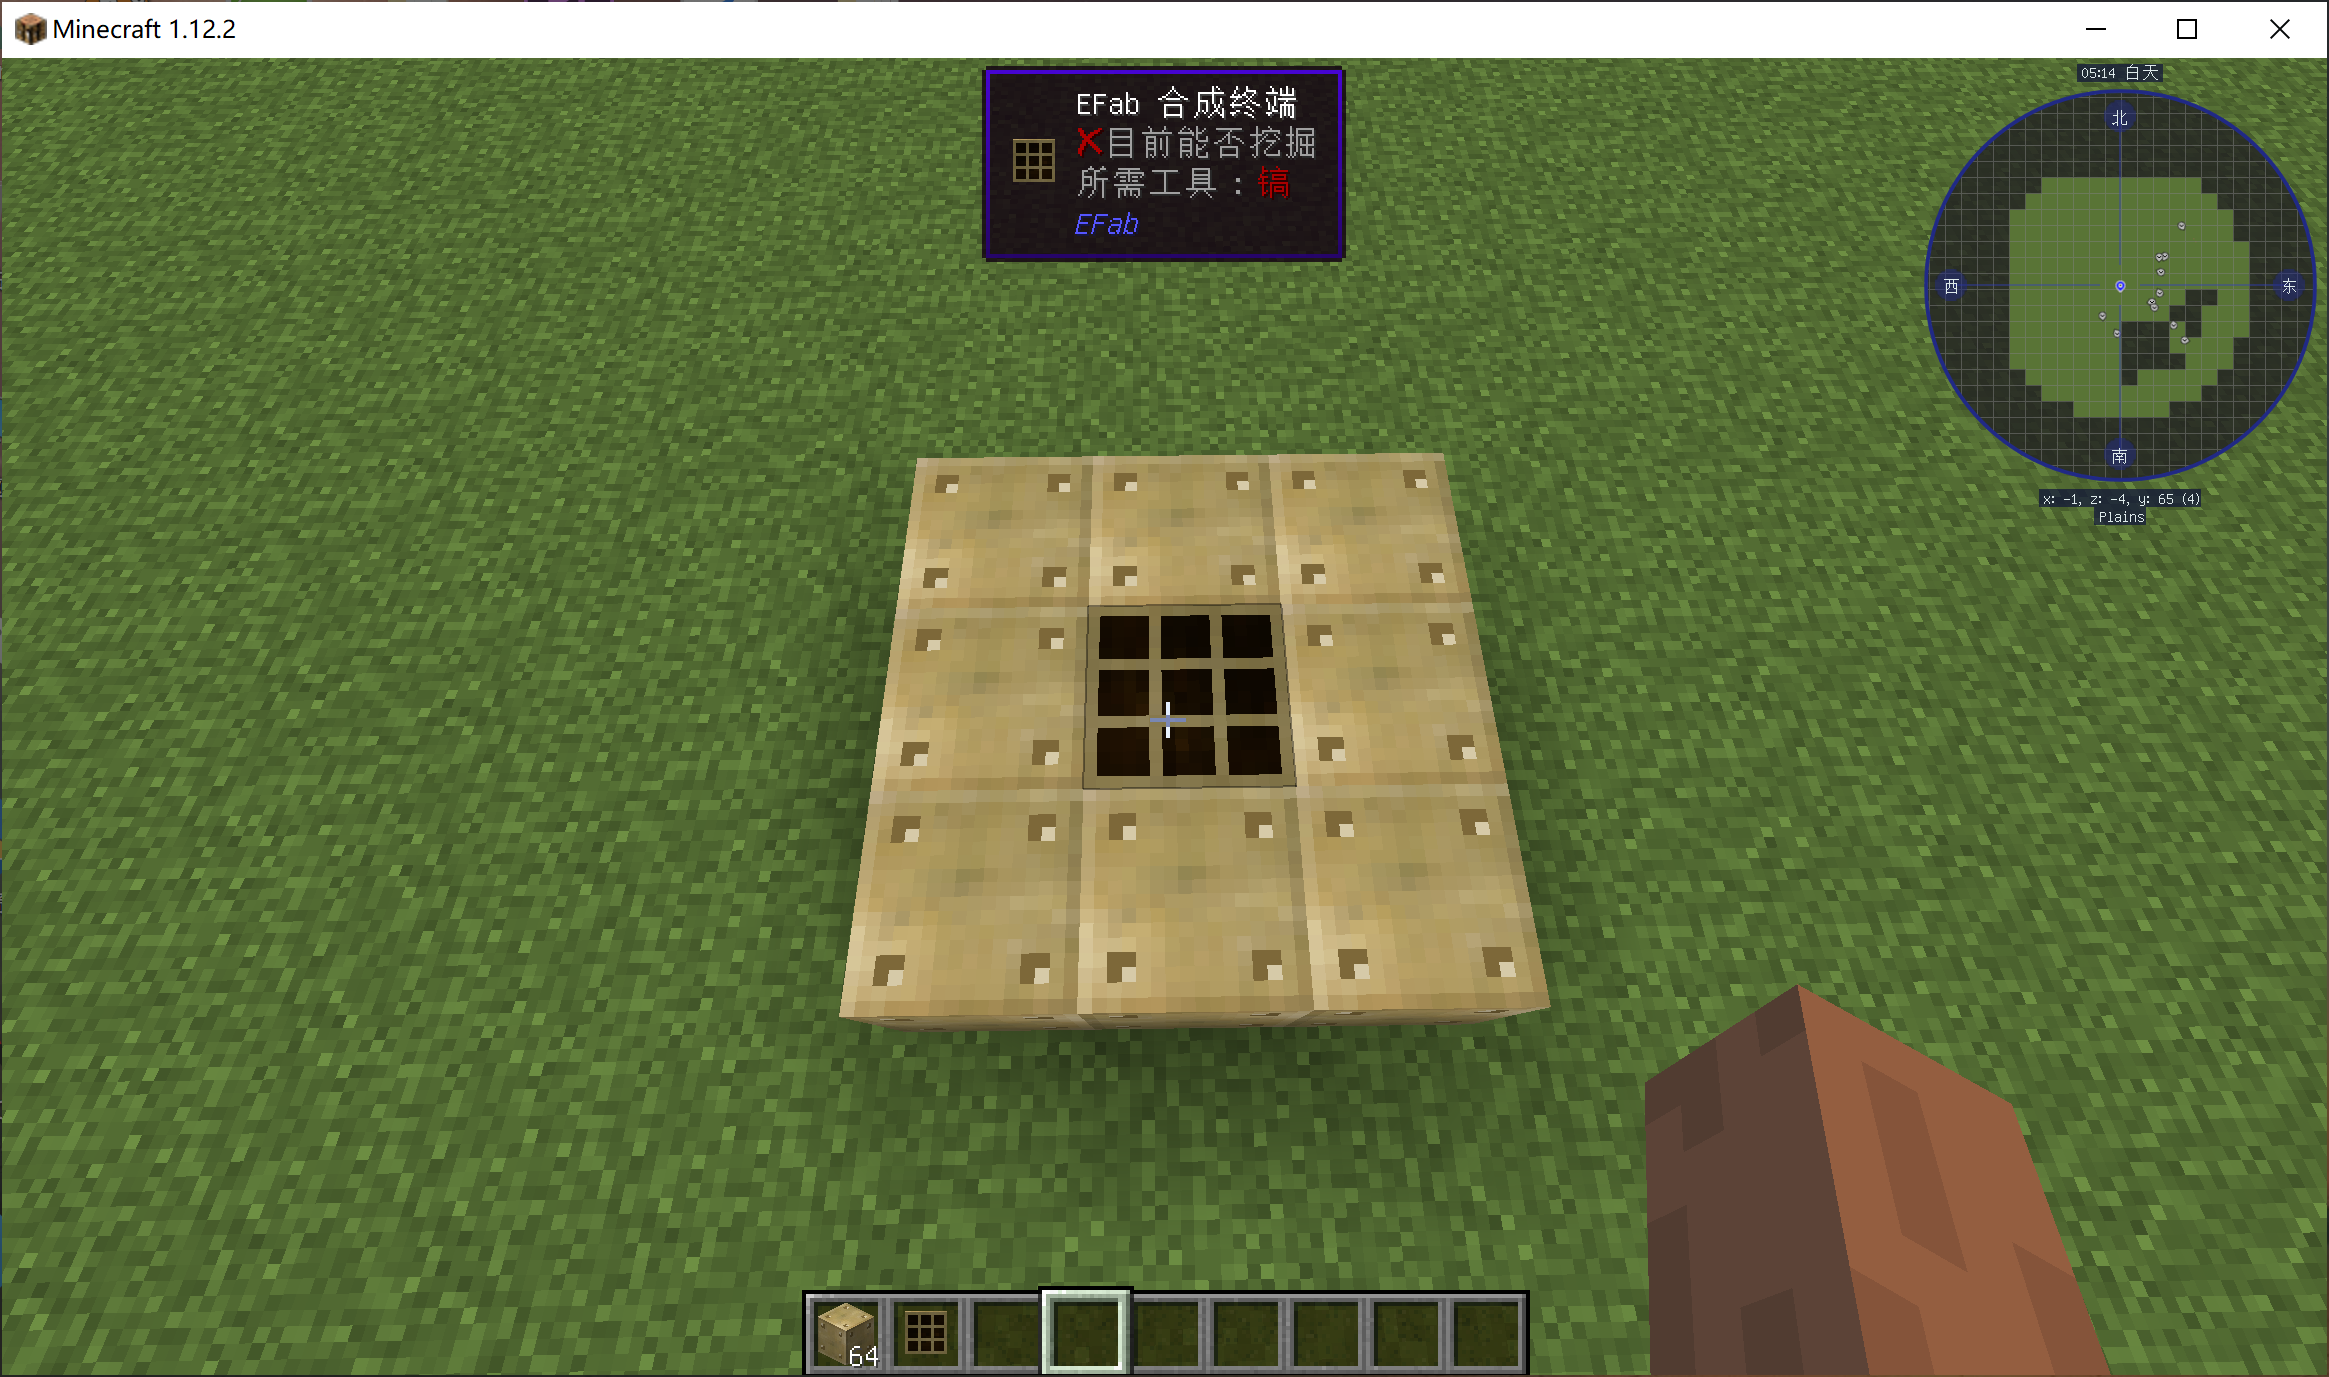 Minecraft 1.12.2
EFab 合成终端
目前能否挖掘
所需工具：镐
EFab
05:14 白天
北
西
东
南
x: -1, z: -4, y: 65 (4)
Plains
64